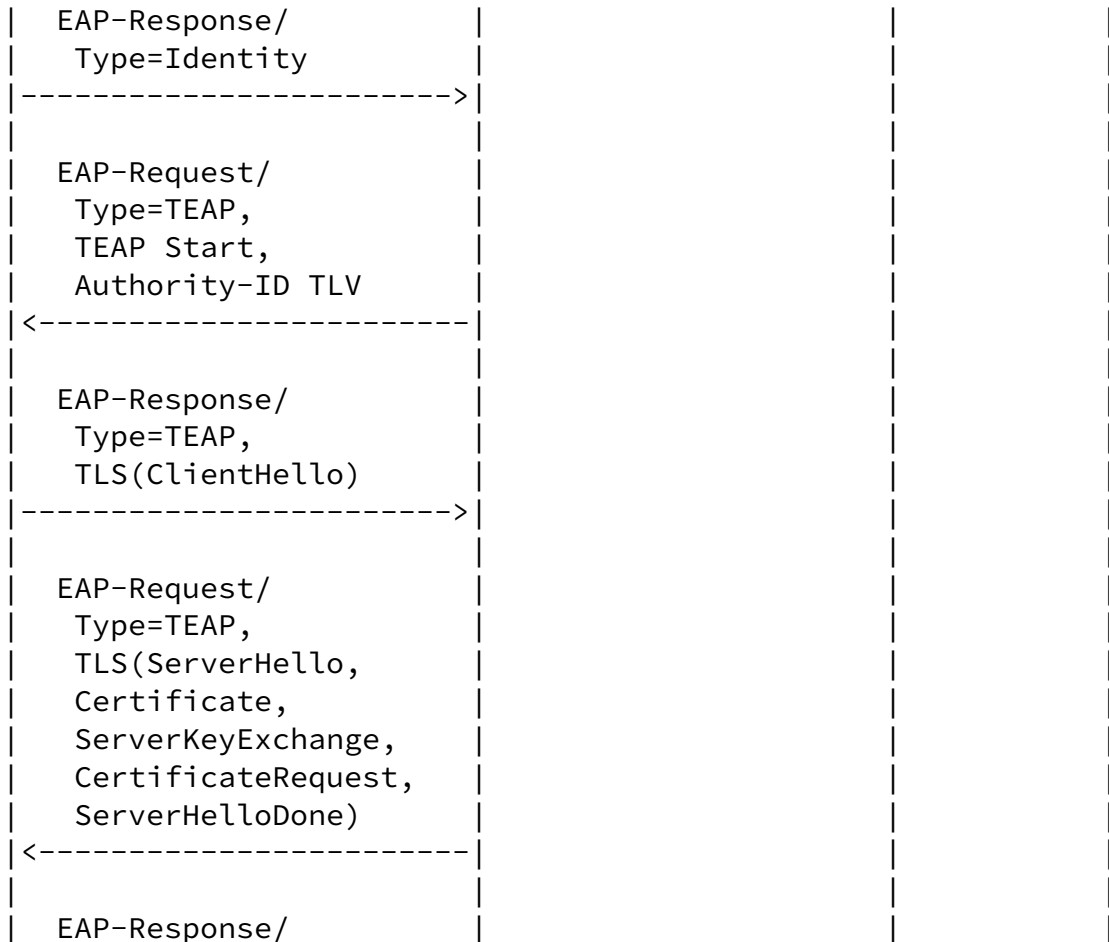 |  EAP-Response/          |                      |           |
|   Type=Identity         |                      |           |
|------------------------>|                      |           |
|                         |                      |           |
|  EAP-Request/           |                      |           |
|   Type=TEAP,            |                      |           |
|   TEAP Start,           |                      |           |
|   Authority-ID TLV      |                      |           |
|<------------------------|                      |           |
|                         |                      |           |
|  EAP-Response/          |                      |           |
|   Type=TEAP,            |                      |           |
|   TLS(ClientHello)      |                      |           |
|------------------------>|                      |           |
|                         |                      |           |
|  EAP-Request/           |                      |           |
|   Type=TEAP,            |                      |           |
|   TLS(ServerHello,      |                      |           |
|   Certificate,          |                      |           |
|   ServerKeyExchange,    |                      |           |
|   CertificateRequest,   |                      |           |
|   ServerHelloDone)      |                      |           |
|<------------------------|                      |           |
|                         |                      |           |
|  EAP-Response/          |                      |           |